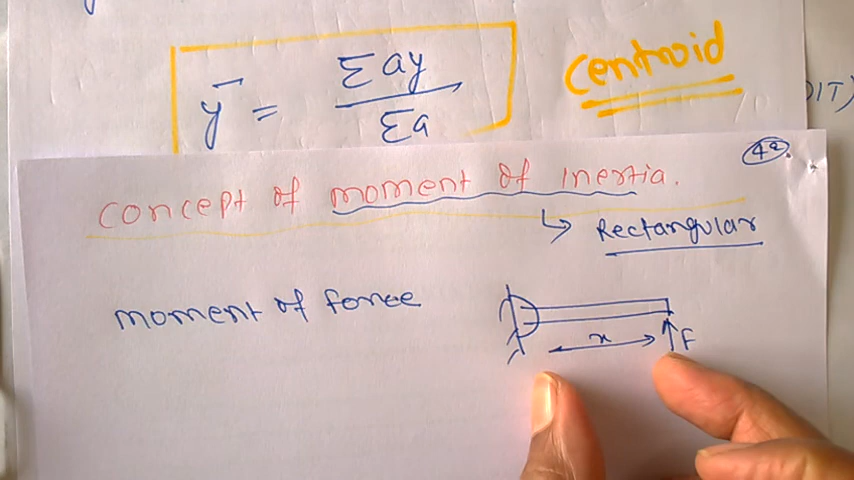 ȳ = Σay / Σa
Centroid
42.
concept of moment of inertia.
↳ Rectangular
moment of force
x
F